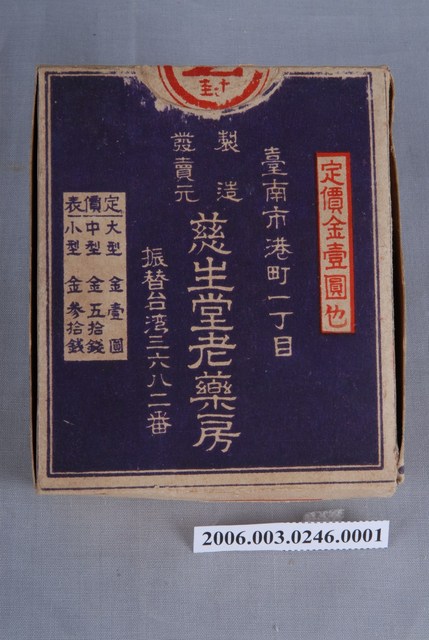 封
定價金壹圓也
臺南市港町一丁目
製造
發賣元
慈生堂老藥房
振替台湾三六八二番
定價表
大型 金壹圓
中型 金五拾錢
小型 金參拾錢
2006.003.0246.0001